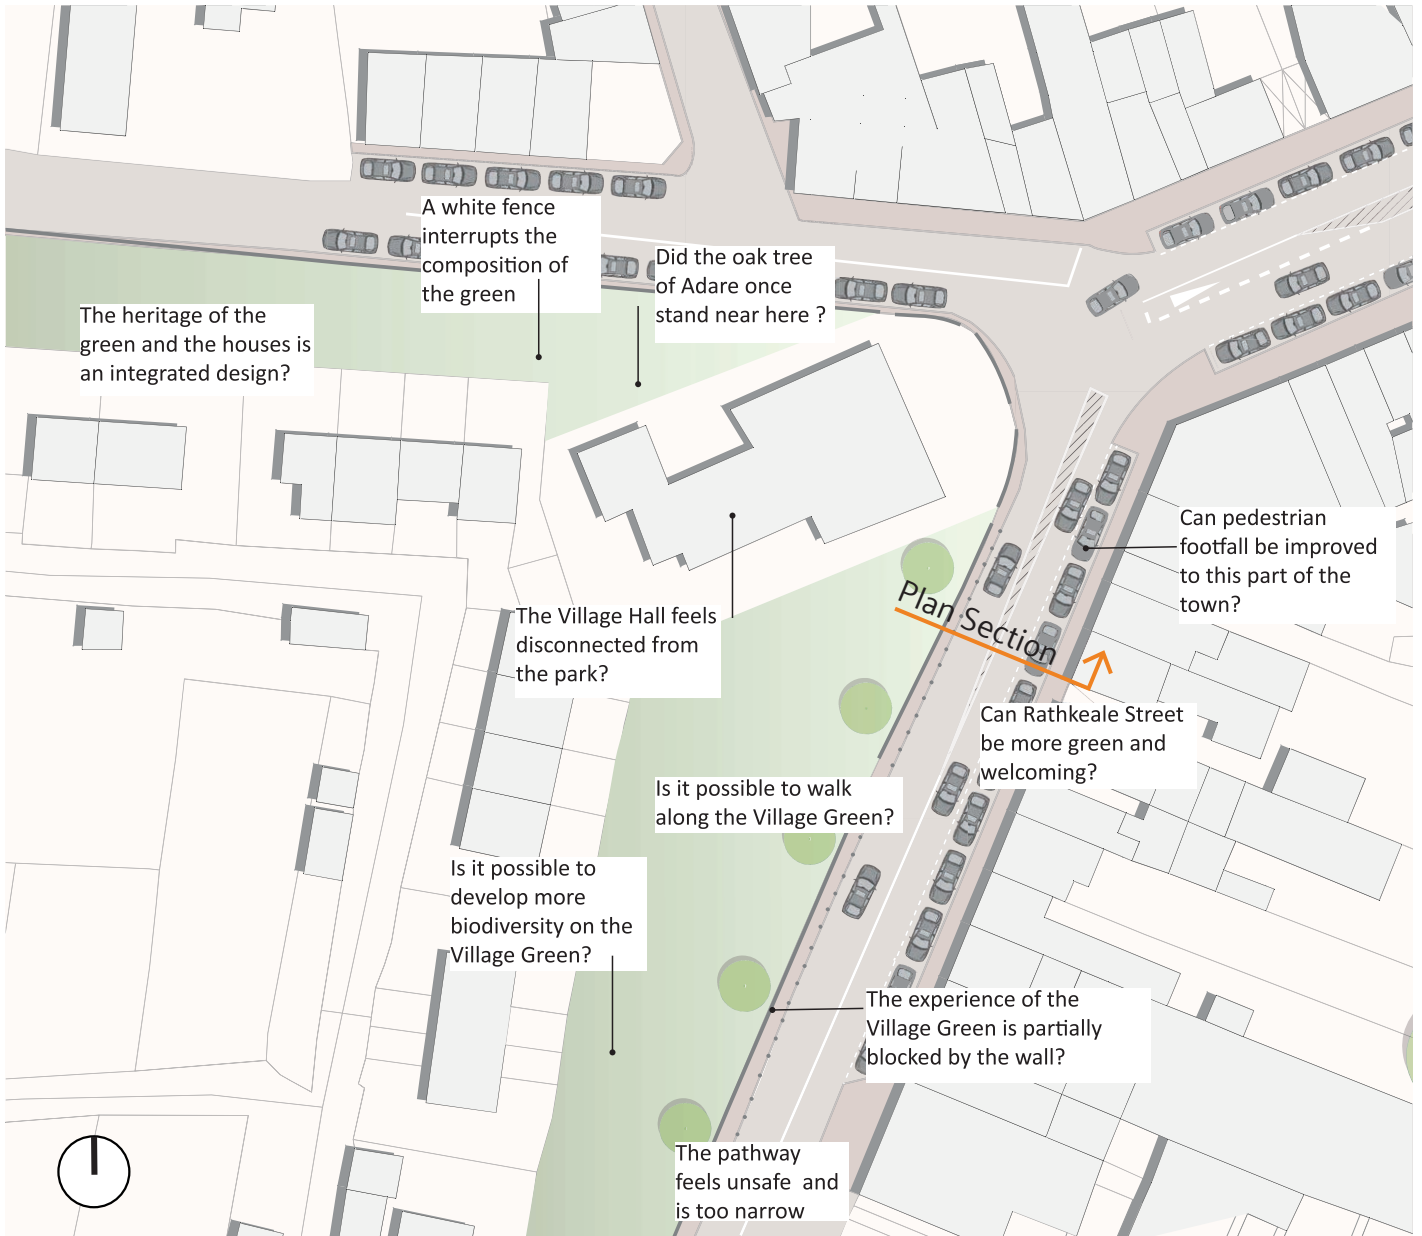 A white fence
interrupts the
composition of
the green
Did the oak tree
of Adare once
stand near here ?
The heritage of the
green and the houses is
an integrated design?
Can pedestrian
footfall be improved
to this part of the
town?
Plan Section
The Village Hall feels
disconnected from
the park?
Can Rathkeale Street
be more green and
welcoming?
Is it possible to walk
along the Village Green?
Is it possible to
develop more
biodiversity on the
Village Green?
The experience of the
Village Green is partially
blocked by the wall?
The pathway
feels unsafe  and
is too narrow